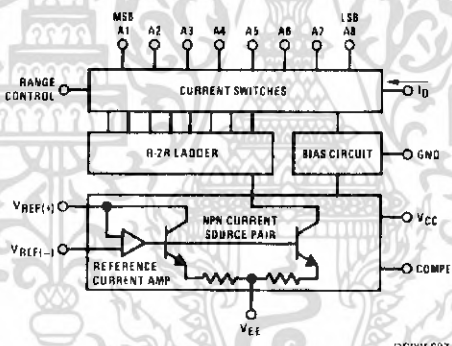 MSB LSB
A1 A2 A3 A4 A5 A6 A7 A8
RANGE
CONTROL
CURRENT SWITCHES
I0
R-2R LADDER
BIAS CIRCUIT
GND
VREF(+)
NPN CURRENT
SOURCE PAIR
VCC
VREF(–)
REFERENCE
CURRENT AMP
COMPE
VEE